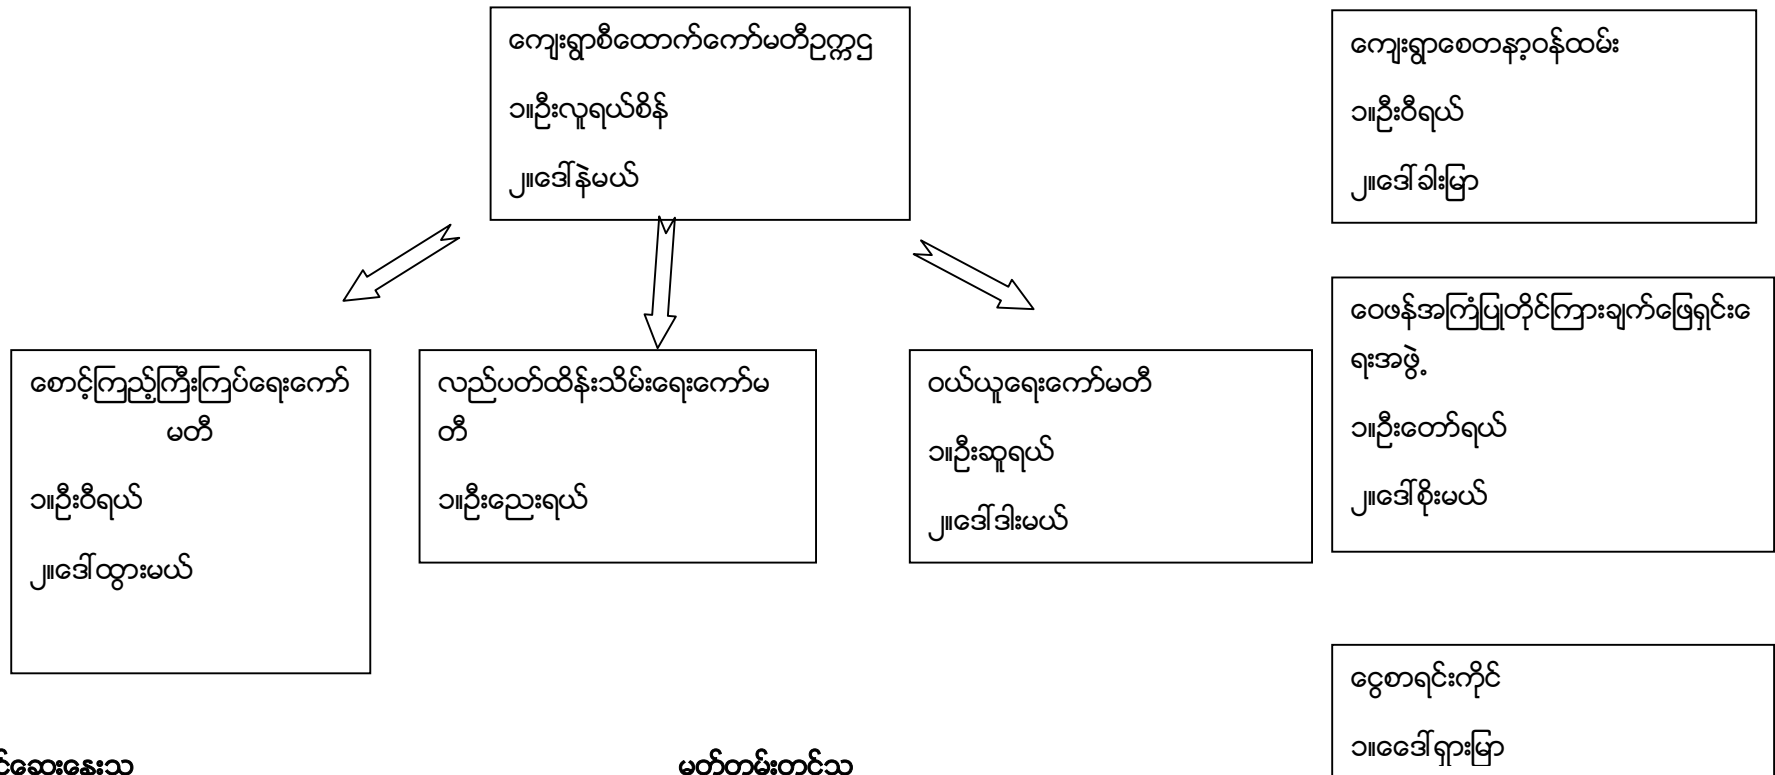 ကျေးရွာစီထောက်ကော်မတီဥက္ကဌ
၁။ဦးလူရယ်စိန်
၂။ဒေါ်နဲမယ်
ကျေးရွာစေတနာ့ဝန်ထမ်း
၁။ဦးဝီရယ်
၂။ဒေါ်ခါးမြာ
စောင့်ကြည့်ကြီးကြပ်ရေးကော်
မတီ
၁။ဦးဝီရယ်
၂။ဒေါ်ထွားမယ်
လည်ပတ်ထိန်းသိမ်းရေးကော်မ
တီ
၁။ဦးညေးရယ်
ဝယ်ယူရေးကော်မတီ
၁။ဦးဆူရယ်
၂။ဒေါ်ဒါးမယ်
ဝေဖန်အကြံပြုတိုင်ကြားချက်ဖြေရှင်းေ
ရးအဖွဲ့
၁။ဦးတော်ရယ်
၂။ဒေါ်စိုးမယ်
ငွေစာရင်းကိုင်
၁။ဒေေါ်ရှားမြာ
င်ဆွေးနွေးသူ
မှတ်တမ်းတင်သူ